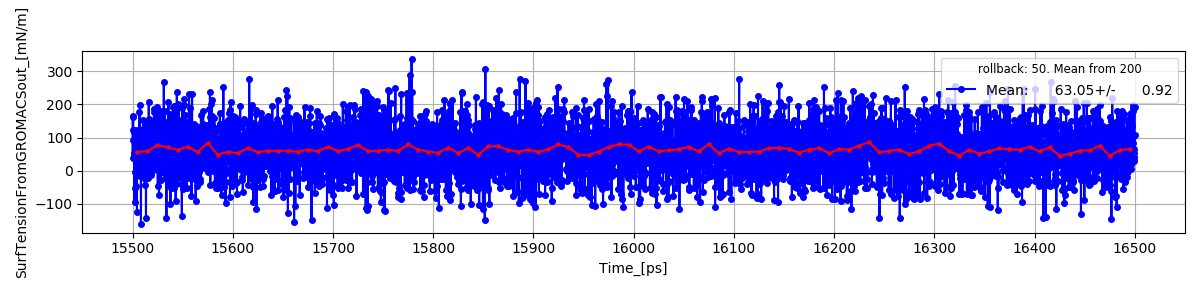 SurfTensionFromGROMACSout_[mN/m]
300
200
100
0
−100
rollback: 50. Mean from 200
Mean: 63.05+/- 0.92
15500 15600 15700 15800 15900 16000 16100 16200 16300 16400 16500
Time_[ps]